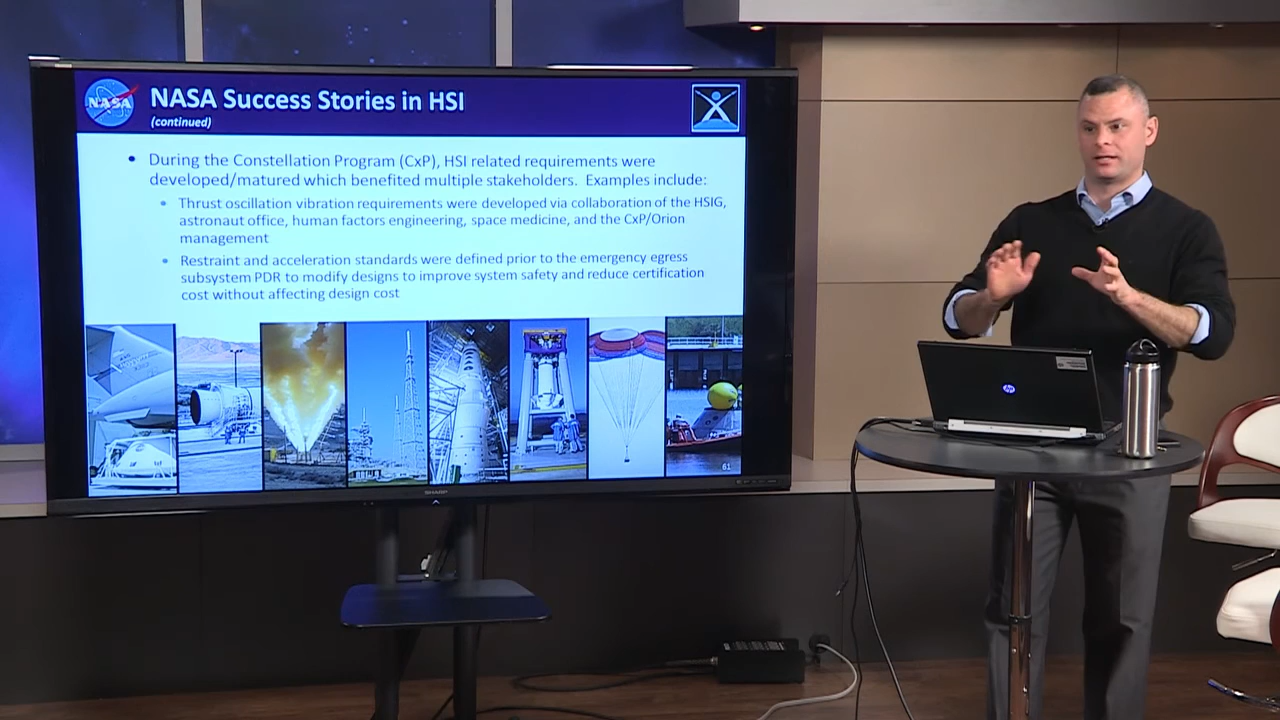 NASA
NASA Success Stories in HSI
(continued)
• During the Constellation Program (CxP), HSI related requirements were
developed/matured which benefited multiple stakeholders. Examples include:
• Thrust oscillation vibration requirements were developed via collaboration of the HSIG,
astronaut office, human factors engineering, space medicine, and the CxP/Orion
management
• Restraint and acceleration standards were defined prior to the emergency egress
subsystem PDR to modify designs to improve system safety and reduce certification
cost without affecting design cost
61
SHARP
hp